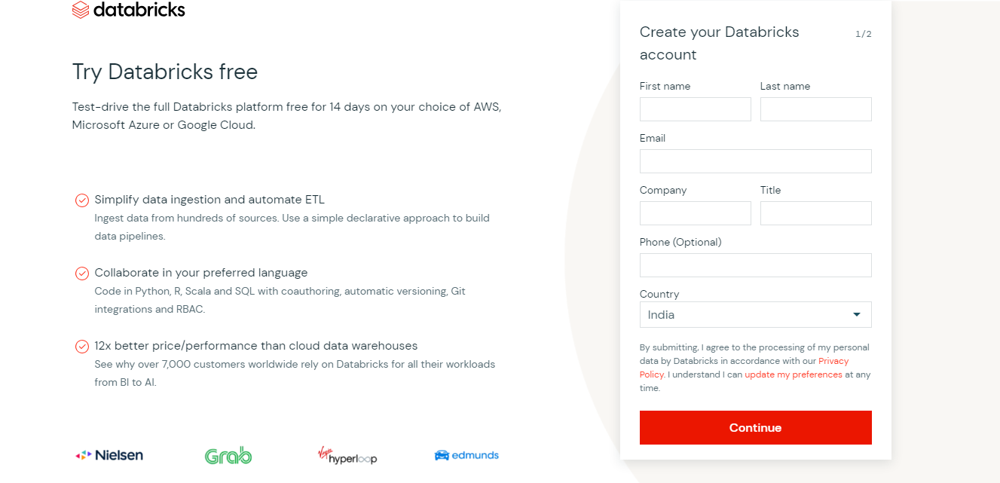 databricks
Try Databricks free
Test-drive the full Databricks platform free for 14 days on your choice of AWS,
Microsoft Azure or Google Cloud.
Simplify data ingestion and automate ETL
Ingest data from hundreds of sources. Use a simple declarative approach to build
data pipelines.
Collaborate in your preferred language
Code in Python, R, Scala and SQL with coauthoring, automatic versioning, Git
integrations and RBAC.
12x better price/performance than cloud data warehouses
See why over 7,000 customers worldwide rely on Databricks for all their workloads
from BI to AI.
Nielsen
Grab
Virgin
hyperloop
edmunds
Create your Databricks
account
1/2
First name
Last name
Email
Company
Title
Phone (Optional)
Country
India
By submitting, I agree to the processing of my personal
data by Databricks in accordance with our Privacy
Policy. I understand I can update my preferences at any
time.
Continue